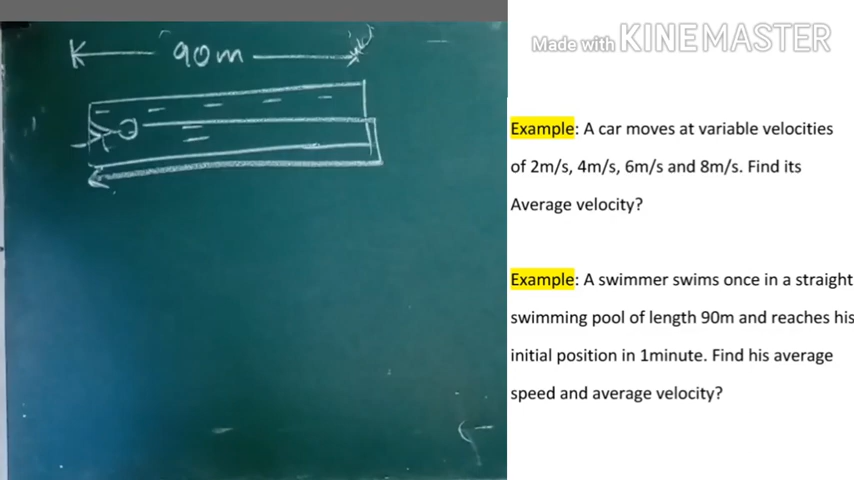 90m
Made with KINEMASTER
Example: A car moves at variable velocities
of 2m/s, 4m/s, 6m/s and 8m/s. Find its
Average velocity?
Example: A swimmer swims once in a straight
swimming pool of length 90m and reaches his
initial position in 1minute. Find his average
speed and average velocity?